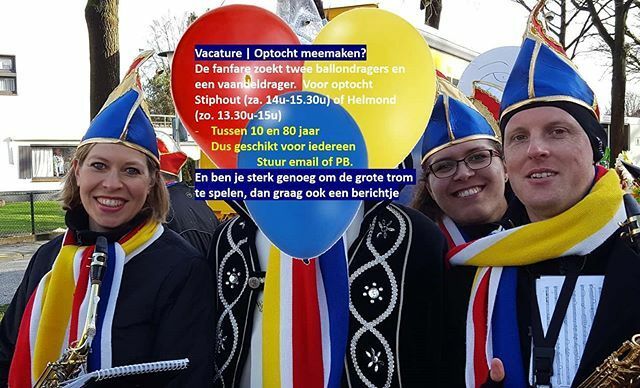 Vacature | Optocht meemaken?
De fanfare zoekt twee ballondragers en
een vaandeldrager. Voor optocht
Stiphout (za. 14u-15.30u) of Helmond
(zo. 13.30u-15u)
- Tussen 10 en 80 jaar
Dus geschikt voor iedereen
Stuur email of PB.
En ben je sterk genoeg om de grote trom
te spelen, dan graag ook een berichtje